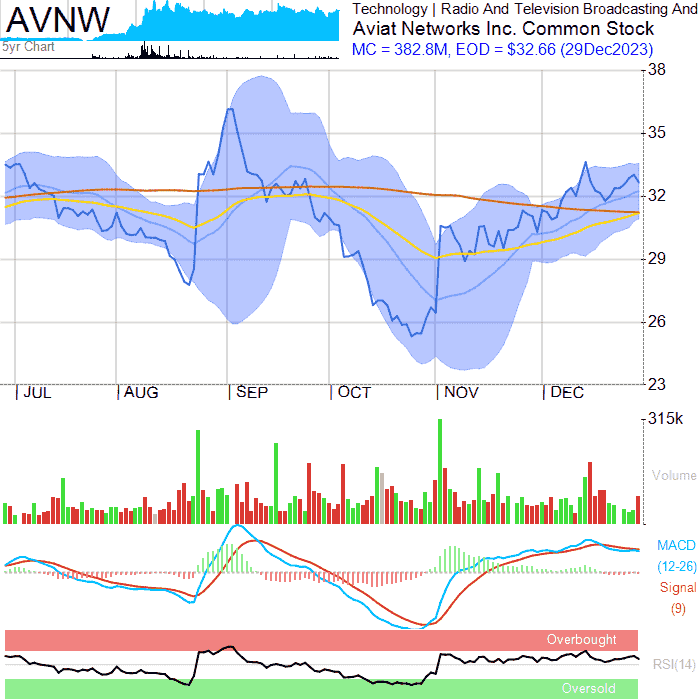 AVNW
5yr Chart
Technology | Radio And Television Broadcasting And
Aviat Networks Inc. Common Stock
MC = 382.8M, EOD = $32.66 (29Dec2023)
38
35
32
29
26
23
JUL AUG SEP OCT NOV DEC
315k
Volume
MACD
(12-26)
Signal
(9)
Overbought
RSI(14)
Oversold